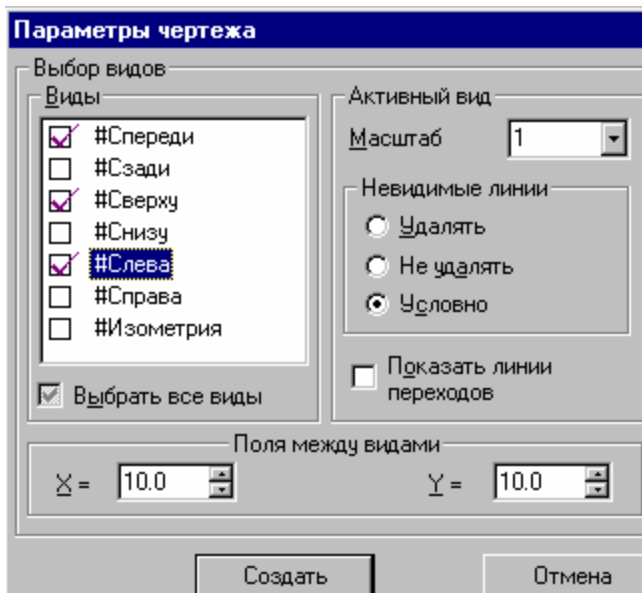 Параметры чертежа
Выбор видов
Виды
#Спереди
#Сзади
#Сверху
#Снизу
#Слева
#Справа
#Изометрия
Выбрать все виды
Активный вид
Масштаб 1
Невидимые линии
Удалять
Не удалять
Условно
Показать линии
переходов
Поля между видами
X = 10.0 Y = 10.0
Создать Отмена